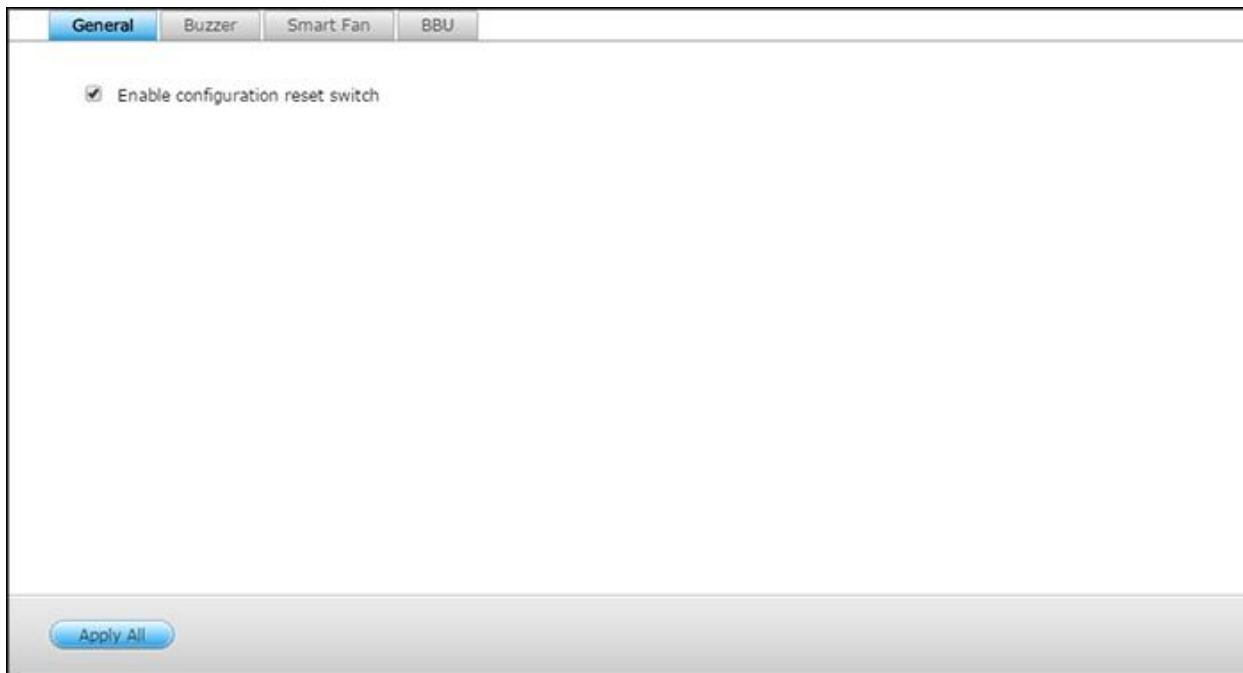 General Buzzer Smart Fan BBU
Enable configuration reset switch
Apply All